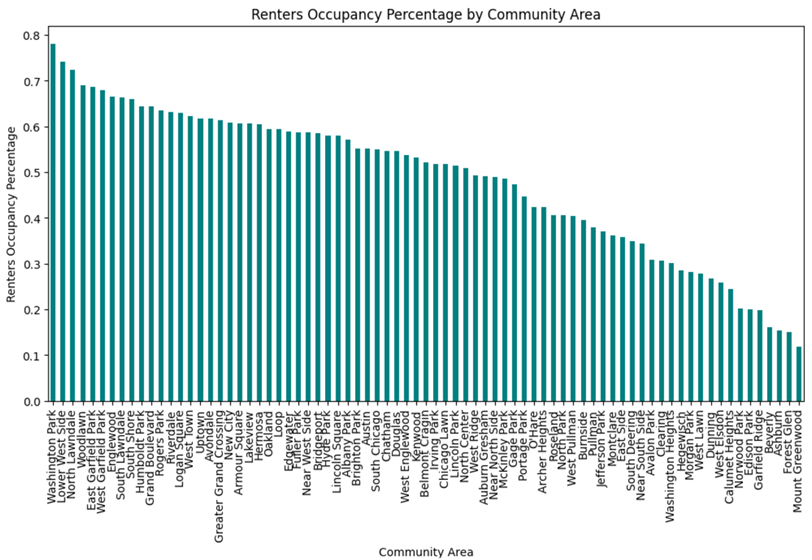 Renters Occupancy Percentage by Community Area
Renters Occupancy Percentage
0.8
0.7
0.6
0.5
0.4
0.3
0.2
0.1
0.0
Washington Park
Lower West Side
North Lawndale
Woodlawn
East Garfield Park
West Garfield Park
Englewood
South Lawndale
South Shore
Humboldt Park
Grand Boulevard
Rogers Park
Riverdale
Logan Square
West Town
Uptown
Avondale
Greater Grand Crossing
New City
Armour Square
Lakeview
Hermosa
Oakland
Loop
Edgewater
Fuller Park
Near West Side
Bridgeport
Hyde Park
Lincoln Square
Albany Park
Brighton Park
Austin
South Chicago
Chatham
Douglas
West Englewood
Kenwood
Belmont Cragin
Irving Park
Chicago Lawn
Lincoln Park
North Center
West Ridge
Auburn Gresham
Near North Side
McKinley Park
Gage Park
Portage Park
OHare
Archer Heights
Roseland
North Park
West Pullman
Burnside
Pullman
Jefferson Park
Montclare
East Side
South Deering
Near South Side
Avalon Park
Clearing
Washington Heights
Hegewisch
Morgan Park
West Lawn
Dunning
West Elsdon
Calumet Heights
Norwood Park
Edison Park
Garfield Ridge
Beverly
Ashburn
Forest Glen
Mount Greenwood
Community Area